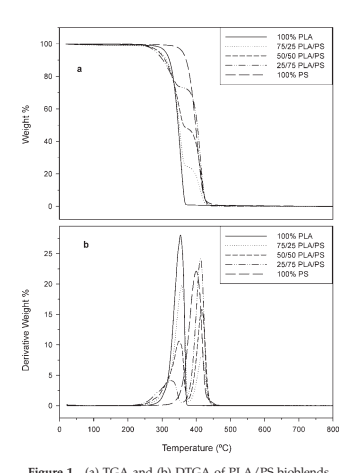 100
80
60
40
20
0
Weight %
a
100% PLA
75/25 PLA/PS
50/50 PLA/PS
25/75 PLA/PS
100% PS
25
20
15
10
5
0
Derivative Weight %
b
100% PLA
75/25 PLA/PS
50/50 PLA/PS
25/75 PLA/PS
100% PS
0 100 200 300 400 500 600 700 800
Temperature (ºC)
Figure 1 (a) TGA and (b) DTGA of PLA/PS bioblends